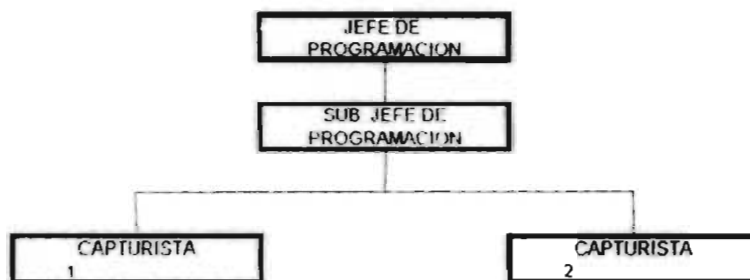 JEFE DE
PROGRAMACION
SUB JEFE DE
PROGRAMACION
CAPTURISTA
1
CAPTURISTA
2